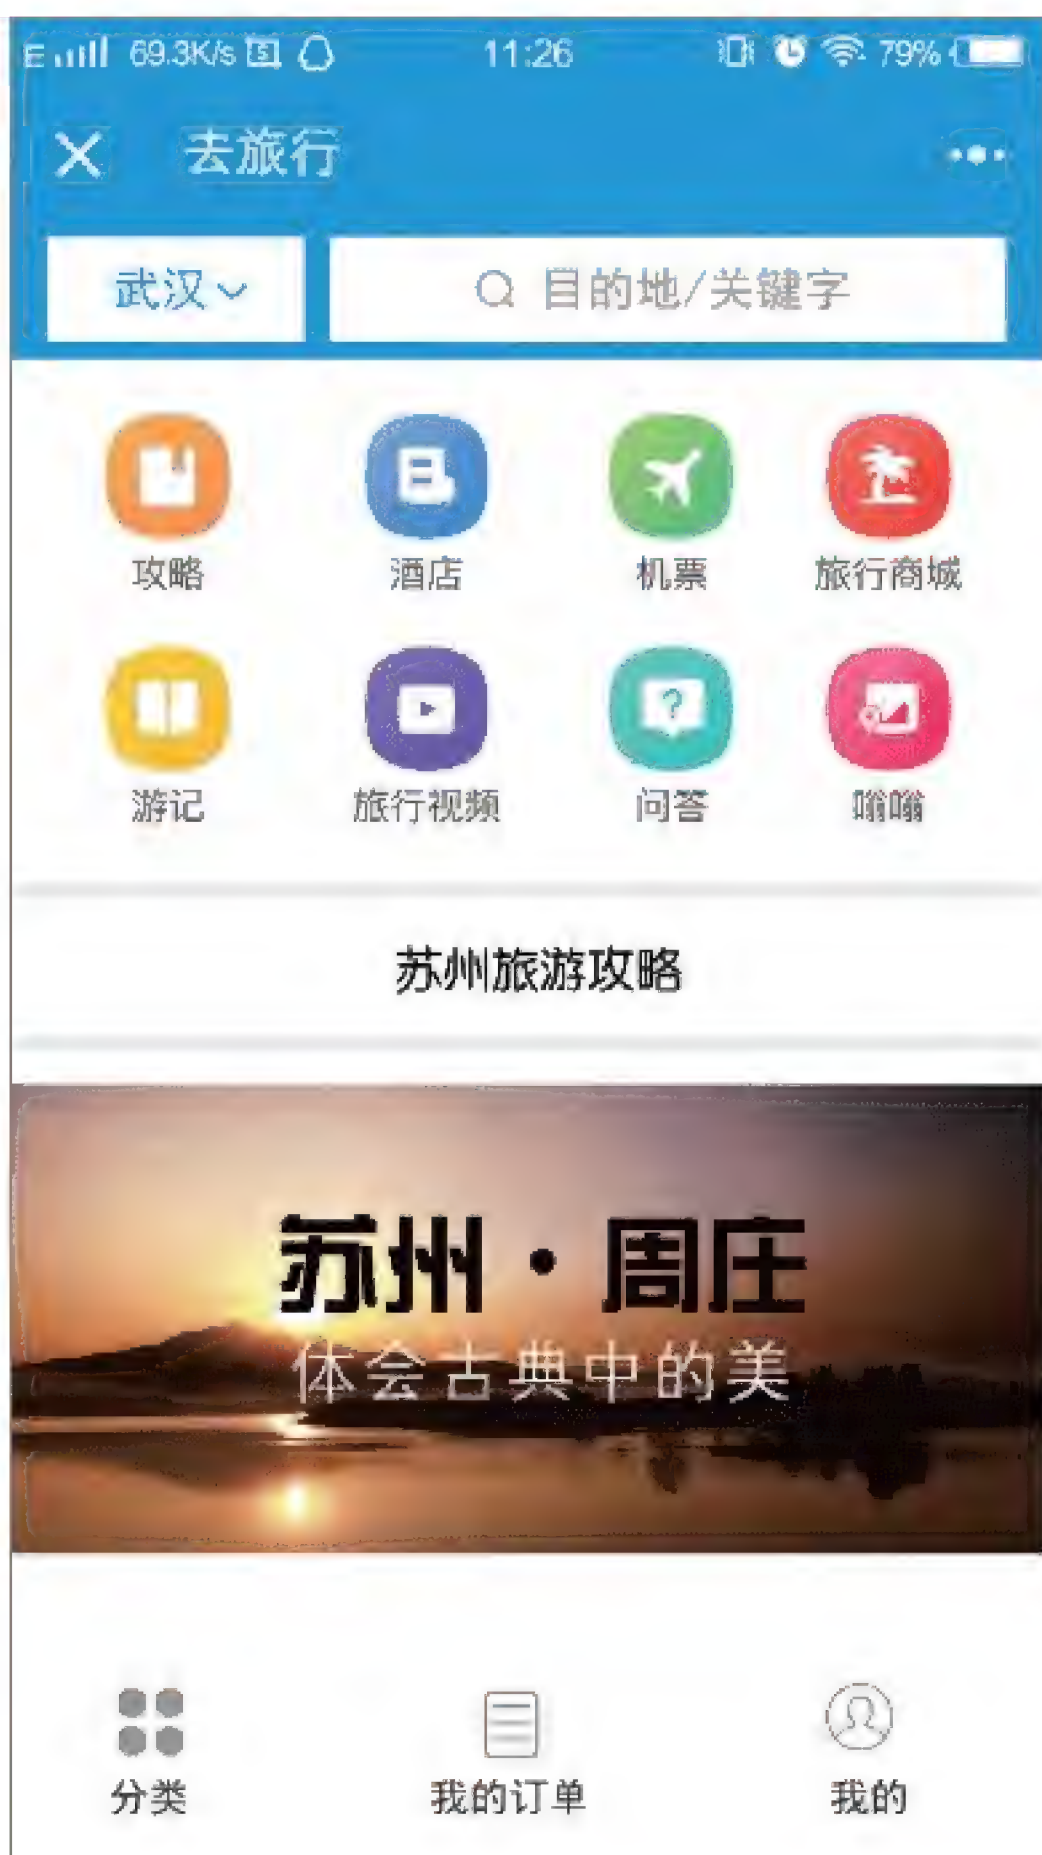 E 69.3K/s 11:26 79%
去旅行
武汉 目的地/关键字
攻略 酒店 机票 旅行商城
游记 旅行视频 问答 嗡嗡
苏州旅游攻略
苏州·周庄
体会古典中的美
分类 我的订单 我的